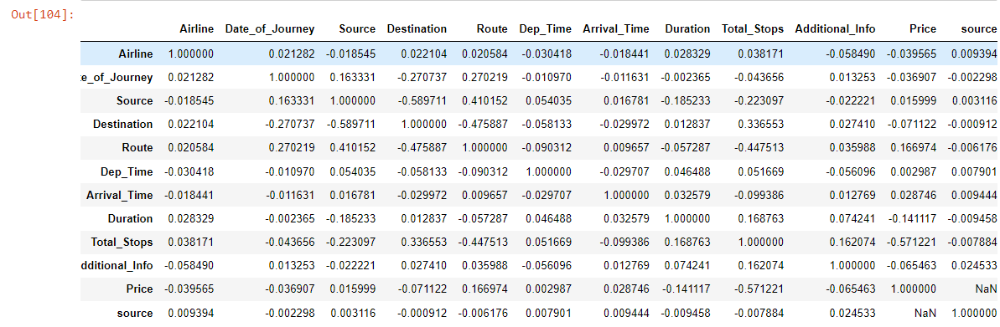 Out[104]:
Airline Date_of_Journey Source Destination Route Dep_Time Arrival_Time Duration Total_Stops Additional_Info Price source
Airline 1.000000 0.021282 -0.018545 0.022104 0.020584 -0.030418 -0.018441 0.028329 0.038171 -0.058490 -0.039565 0.009394
e_of_Journey 0.021282 1.000000 0.163331 -0.270737 0.270219 -0.010970 -0.011631 -0.002365 -0.043656 0.013253 -0.036907 -0.002298
Source -0.018545 0.163331 1.000000 -0.589711 0.410152 0.054035 0.016781 -0.185233 -0.223097 -0.022221 0.015999 0.003116
Destination 0.022104 -0.270737 -0.589711 1.000000 -0.475887 -0.058133 -0.029972 0.012837 0.336553 0.027410 -0.071122 -0.000912
Route 0.020584 0.270219 0.410152 -0.475887 1.000000 -0.090312 0.009657 -0.057287 -0.447513 0.035988 0.166974 -0.006176
Dep_Time -0.030418 -0.010970 0.054035 -0.058133 -0.090312 1.000000 -0.029707 0.046488 0.051669 -0.056096 0.002987 0.007901
Arrival_Time -0.018441 -0.011631 0.016781 -0.029972 0.009657 -0.029707 1.000000 0.032579 -0.099386 0.012769 0.028746 0.009444
Duration 0.028329 -0.002365 -0.185233 0.012837 -0.057287 0.046488 0.032579 1.000000 0.168763 0.074241 -0.141117 -0.009458
Total_Stops 0.038171 -0.043656 -0.223097 0.336553 -0.447513 0.051669 -0.099386 0.168763 1.000000 0.162074 -0.571221 -0.007884
dditional_Info -0.058490 0.013253 -0.022221 0.027410 0.035988 -0.056096 0.012769 0.074241 0.162074 1.000000 -0.065463 0.024533
Price -0.039565 -0.036907 0.015999 -0.071122 0.166974 0.002987 0.028746 -0.141117 -0.571221 -0.065463 1.000000 NaN
source 0.009394 -0.002298 0.003116 -0.000912 -0.006176 0.007901 0.009444 -0.009458 -0.007884 0.024533 NaN 1.000000